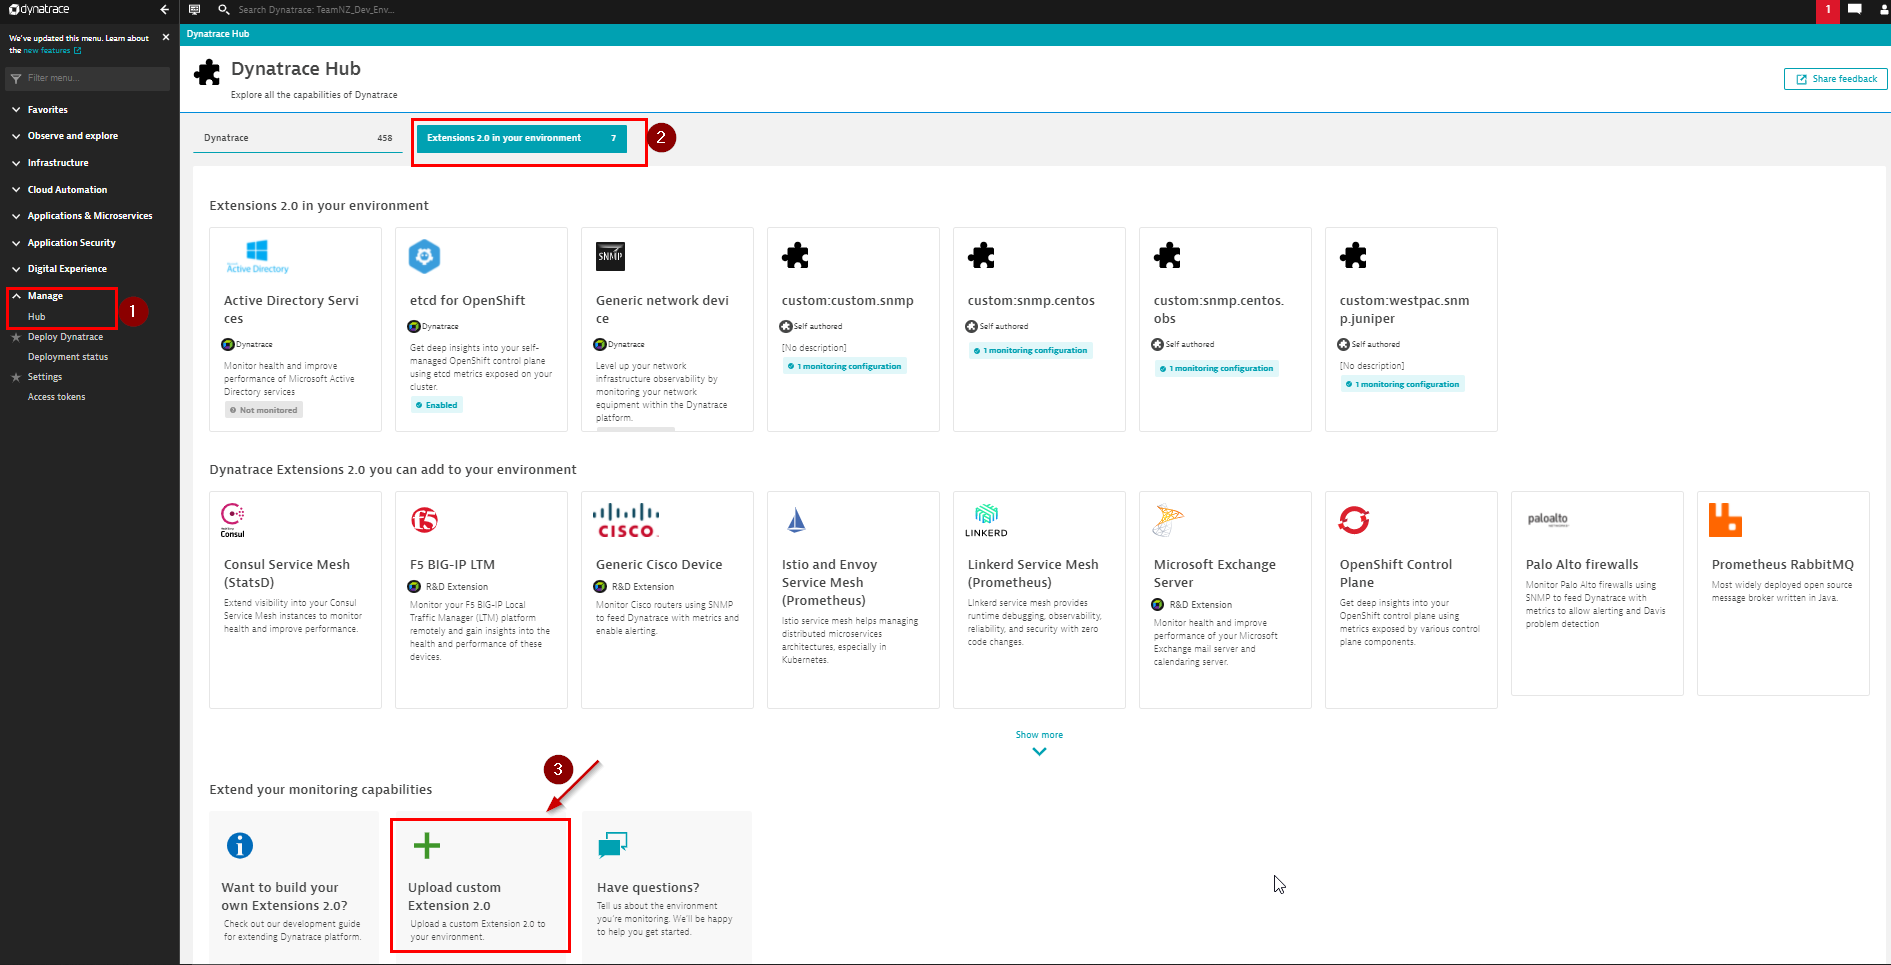 dynatrace
Search Dynatrace: TeamNZ_Dev_Env...
1
We've updated this menu. Learn about
the new features
Filter menu...
Favorites
Observe and explore
Infrastructure
Cloud Automation
Applications & Microservices
Application Security
Digital Experience
Manage
1
Hub
Deploy Dynatrace
Deployment status
Settings
Access tokens
Dynatrace Hub
Dynatrace Hub
Explore all the capabilities of Dynatrace
Share feedback
Dynatrace 458
Extensions 2.0 in your environment 7
2
Extensions 2.0 in your environment
Active Directory
Active Directory Servi
ces
Dynatrace
Monitor health and improve
performance of Microsoft Active
Directory services
Not monitored
etcd for OpenShift
Dynatrace
Get deep insights into your self-
managed OpenShift control plane
using etcd metrics exposed on your
cluster.
Enabled
SNMP
Generic network devi
ce
Dynatrace
Level up your network
infrastructure observability by
monitoring your network
equipment within the Dynatrace
platform.
custom:custom.snmp
Self authored
[No description]
1 monitoring configuration
custom:snmp.centos
Self authored
1 monitoring configuration
custom:snmp.centos.
obs
Self authored
1 monitoring configuration
custom:westpac.snm
p.juniper
Self authored
[No description]
1 monitoring configuration
Dynatrace Extensions 2.0 you can add to your environment
Consul
Consul Service Mesh
(StatsD)
Extend visibility into your Consul
Service Mesh instances to monitor
health and improve performance.
f5
F5 BIG-IP LTM
R&D Extension
Monitor your F5 BIG-IP Local
Traffic Manager (LTM) platform
remotely and gain insights into the
health and performance of these
devices.
CISCO
Generic Cisco Device
R&D Extension
Monitor Cisco routers using SNMP
to feed Dynatrace with metrics and
enable alerting.
Istio and Envoy
Service Mesh
(Prometheus)
Istio service mesh helps managing
distributed microservices
architectures, especially in
Kubernetes.
LINKERD
Linkerd Service Mesh
(Prometheus)
Linkerd service mesh provides
runtime debugging, observability,
reliability, and security with zero
code changes.
Microsoft Exchange
Server
R&D Extension
Monitor health and improve
performance of your Microsoft
Exchange mail server and
calendaring server.
OpenShift Control
Plane
Get deep insights into your
OpenShift control plane using
metrics exposed by various control
plane components.
paloalto
Palo Alto firewalls
Monitor Palo Alto firewalls using
SNMP to feed Dynatrace with
metrics to allow alerting and Davis
problem detection
Prometheus RabbitMQ
Most widely deployed open source
message broker written in Java.
Show more
3
Extend your monitoring capabilities
Want to build your
own Extensions 2.0?
Check out our development guide
for extending Dynatrace platform.
Upload custom
Extension 2.0
Upload a custom Extension 2.0 to
your environment.
Have questions?
Tell us about the environment
you're monitoring. We'll be happy
to help you get started.